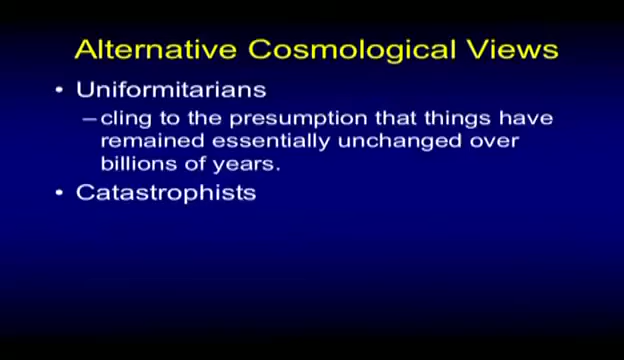 Alternative Cosmological Views
• Uniformitarians
–cling to the presumption that things have
remained essentially unchanged over
billions of years.
• Catastrophists